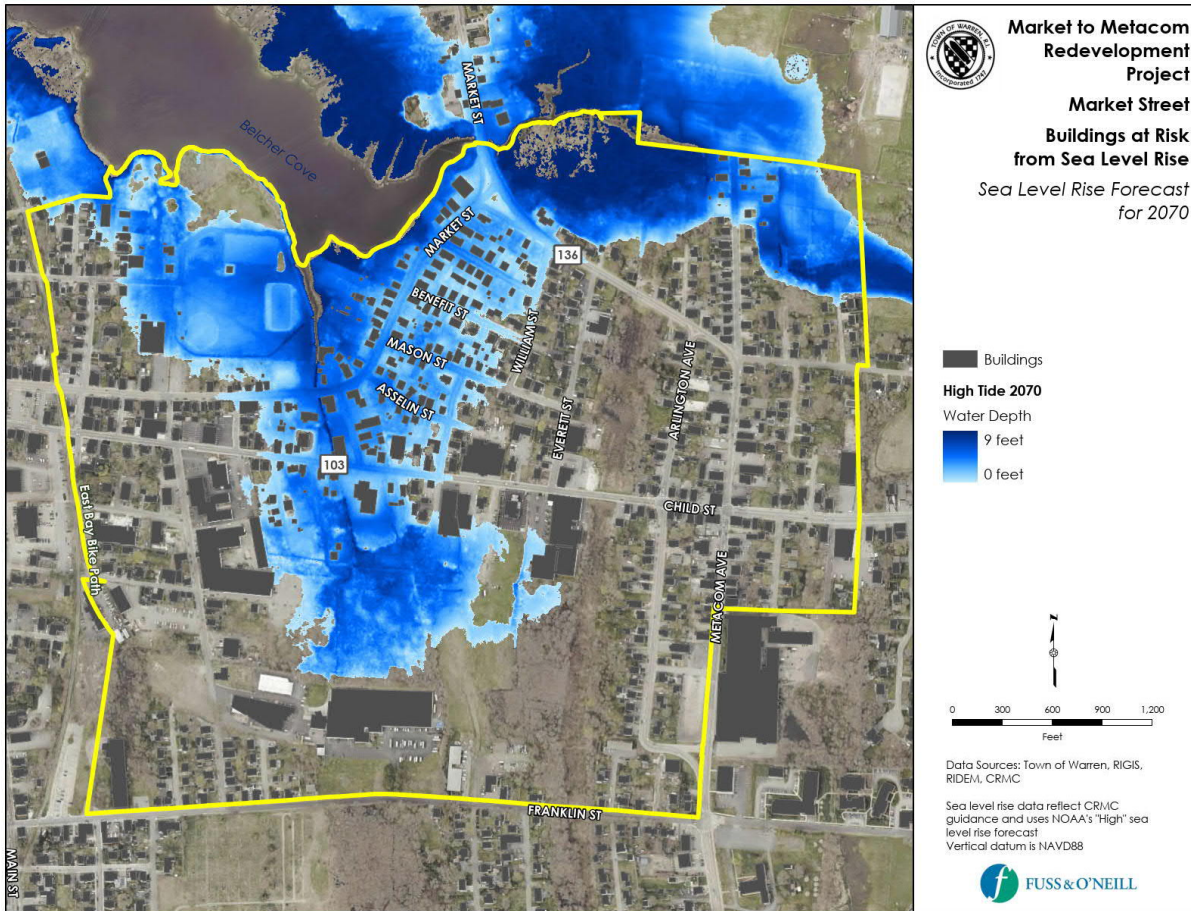 Market to Metacom
Redevelopment
Project
Market Street
Buildings at Risk
from Sea Level Rise
Sea Level Rise Forecast
for 2070
TOWN OF WARREN, R.I.
Incorporated 1747
Buildings
High Tide 2070
Water Depth
9 feet
0 feet
MARKET ST
Belcher Cove
MARKET ST
136
BENEFIT ST
WILLIAM ST
MASON ST
ASSELIN ST
EVERETT ST
ARLINGTON AVE
103
CHILD ST
East Bay Bike Path
METACOM AVE
FRANKLIN ST
MAIN ST
Z
0 300 600 900 1,200
Feet
Data Sources: Town of Warren, RIGIS,
RIDEM, CRMC
Sea level rise data reflect CRMC
guidance and uses NOAA's "High" sea
level rise forecast
Vertical datum is NAVD88
f FUSS & O'NEILL